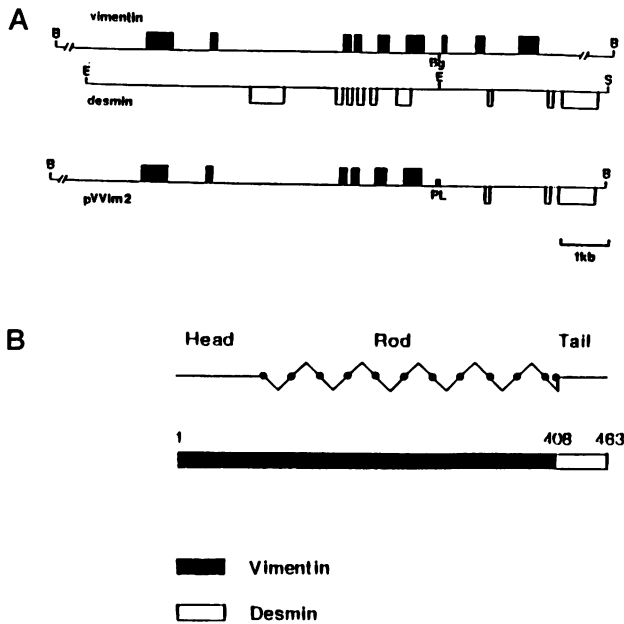 A
vimentin
B
B
Bg
E
E
S
desmin
B
B
pVVim2
PL
1kb
B
Head Rod Tail
1 408 463
Vimentin
Desmin